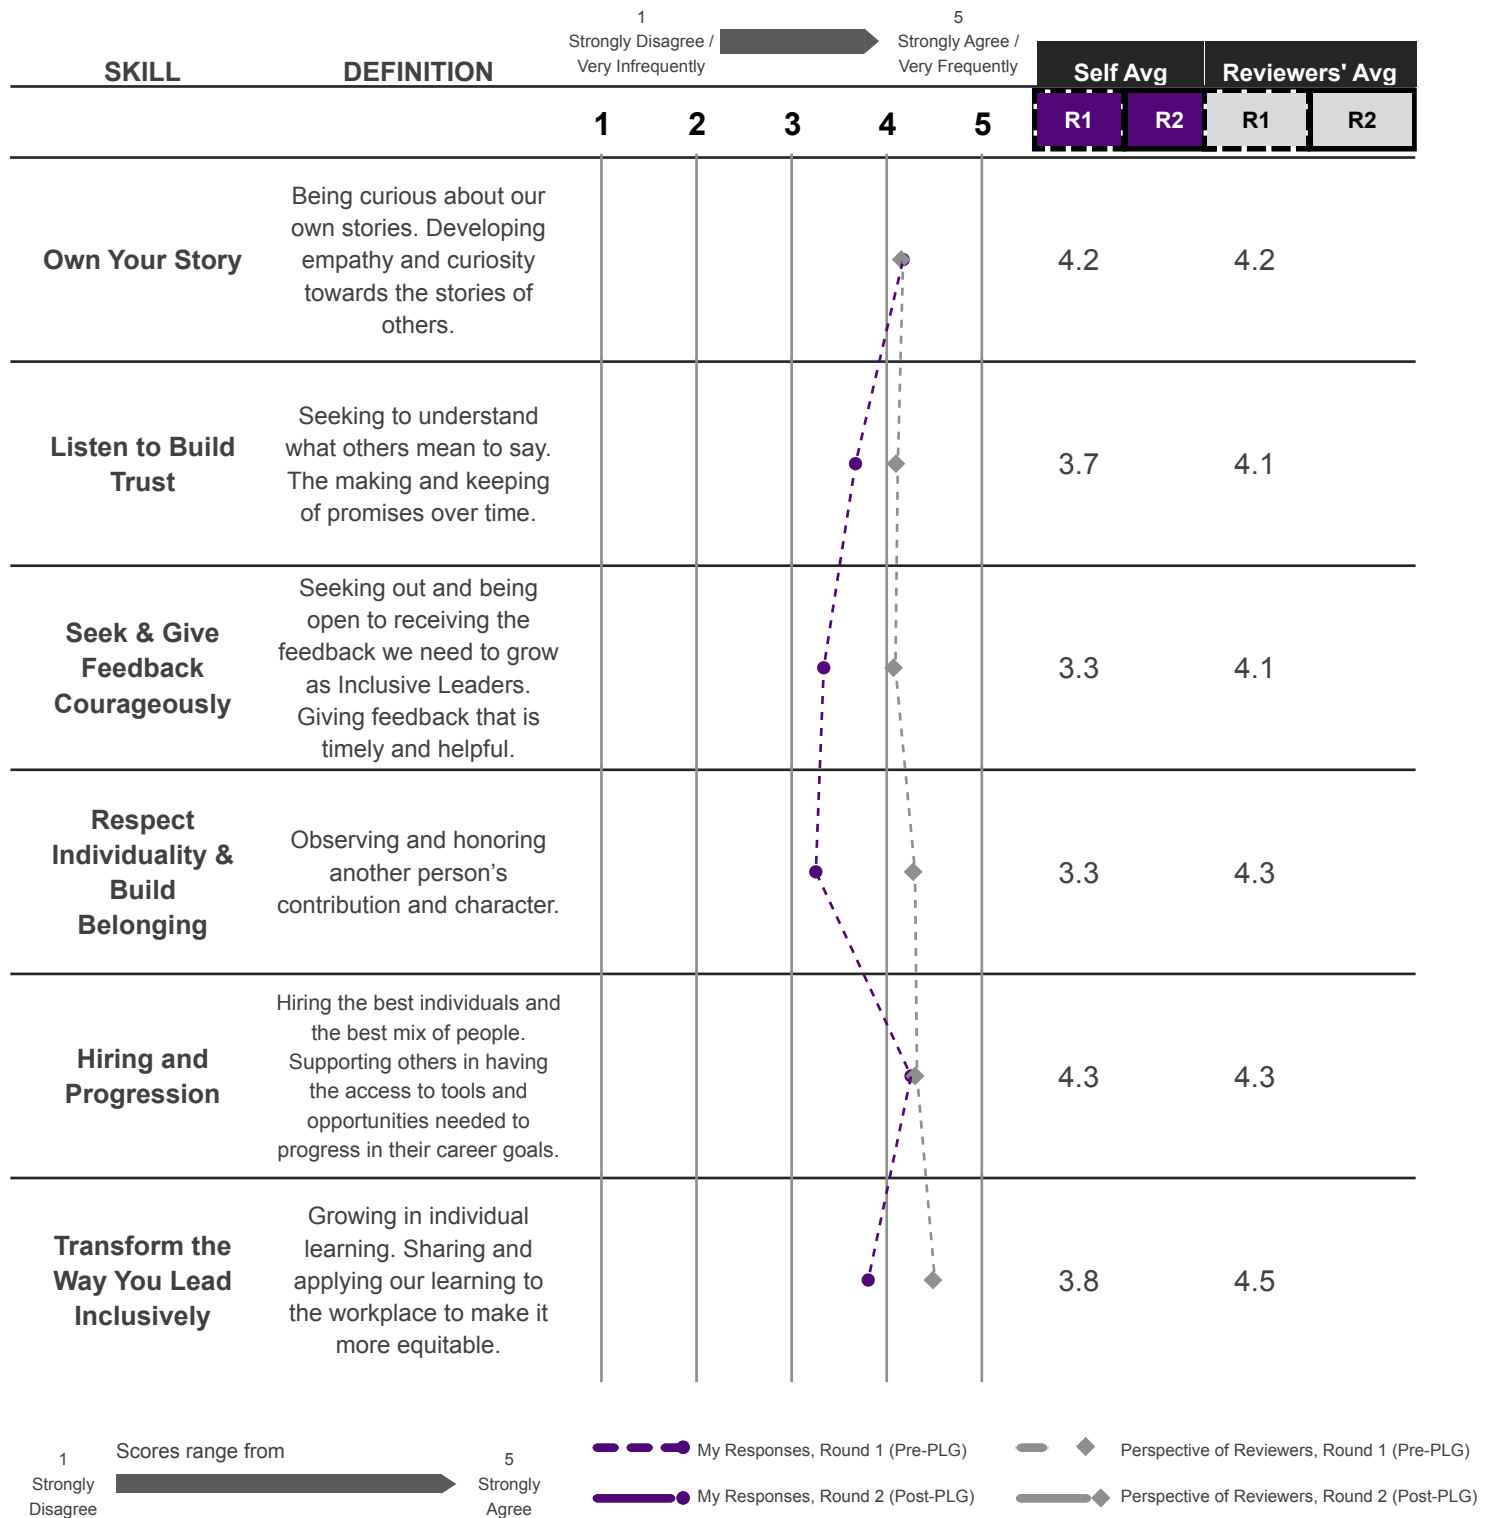 1
Strongly Disagree /
Very Infrequently
5
Strongly Agree /
Very Frequently
SKILL
DEFINITION
Self Avg
Reviewers' Avg
1
2
3
4
5
R1
R2
R1
R2
Own Your Story
Being curious about our
own stories. Developing
empathy and curiosity
towards the stories of
others.
4.2
4.2
Listen to Build
Trust
Seeking to understand
what others mean to say.
The making and keeping
of promises over time.
3.7
4.1
Seek & Give
Feedback
Courageously
Seeking out and being
open to receiving the
feedback we need to grow
as Inclusive Leaders.
Giving feedback that is
timely and helpful.
3.3
4.1
Respect
Individuality &
Build
Belonging
Observing and honoring
another person’s
contribution and character.
3.3
4.3
Hiring and
Progression
Hiring the best individuals and
the best mix of people.
Supporting others in having
the access to tools and
opportunities needed to
progress in their career goals.
4.3
4.3
Transform the
Way You Lead
Inclusively
Growing in individual
learning. Sharing and
applying our learning to
the workplace to make it
more equitable.
3.8
4.5
1
Strongly
Disagree
Scores range from
5
Strongly
Agree
My Responses, Round 1 (Pre-PLG)
Perspective of Reviewers, Round 1 (Pre-PLG)
My Responses, Round 2 (Post-PLG)
Perspective of Reviewers, Round 2 (Post-PLG)